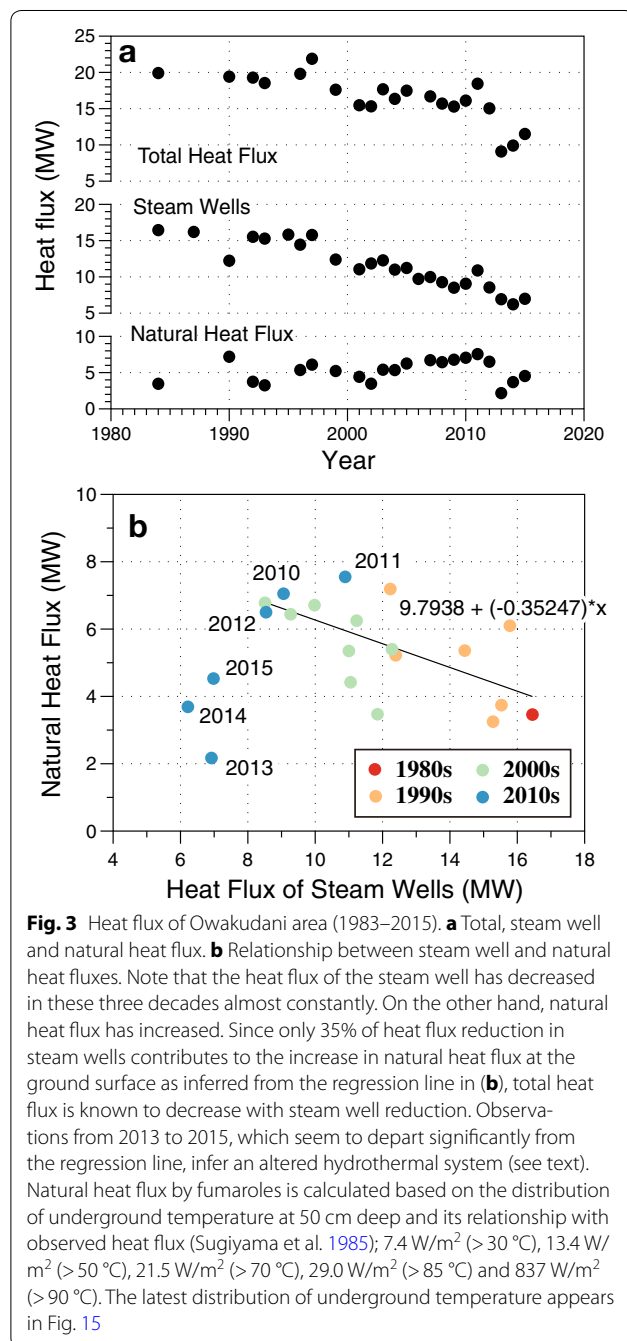 a
25
20
15
10
5
Total Heat Flux
Heat flux (MW)
20
15
10
5
Steam Wells
10
5
0
Natural Heat Flux
1980 1990 2000 2010 2020
Year
b
10
8
6
4
2
0
Natural Heat Flux (MW)
2011
2010
9.7938 + (-0.35247)*x
2012
2015
2014
2013
1980s 2000s
1990s 2010s
4 6 8 10 12 14 16 18
Heat Flux of Steam Wells (MW)
Fig. 3 Heat flux of Owakudani area (1983–2015). a Total, steam well
and natural heat flux. b Relationship between steam well and natural
heat fluxes. Note that the heat flux of the steam well has decreased
in these three decades almost constantly. On the other hand, natural
heat flux has increased. Since only 35% of heat flux reduction in
steam wells contributes to the increase in natural heat flux at the
ground surface as inferred from the regression line in (b), total heat
flux is known to decrease with steam well reduction. Observa-
tions from 2013 to 2015, which seem to depart significantly from
the regression line, infer an altered hydrothermal system (see text).
Natural heat flux by fumaroles is calculated based on the distribution
of underground temperature at 50 cm deep and its relationship with
observed heat flux (Sugiyama et al. 1985); 7.4 W/m² (> 30 °C), 13.4 W/
m² (> 50 °C), 21.5 W/m² (> 70 °C), 29.0 W/m² (> 85 °C) and 837 W/m²
(> 90 °C). The latest distribution of underground temperature appears
in Fig. 15